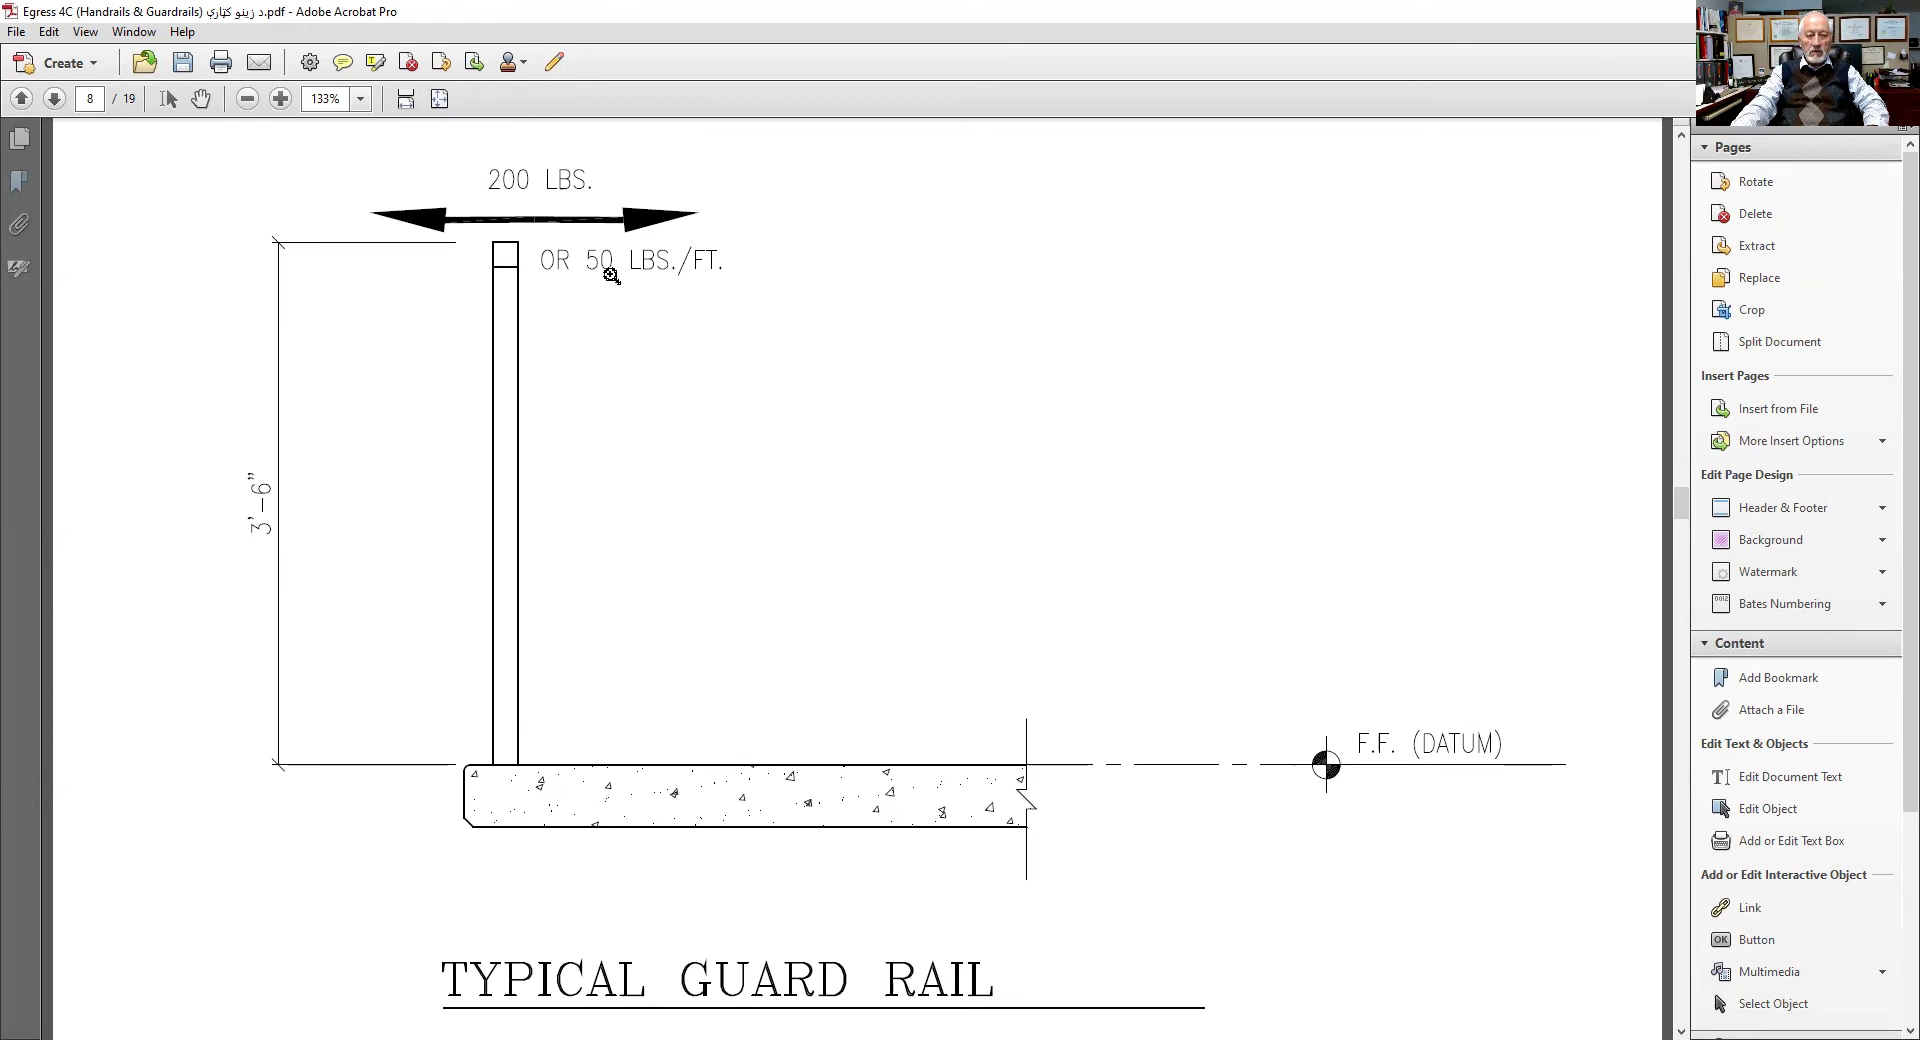 Egress 4C (Handrails & Guardrails) د زینو کټاري.pdf - Adobe Acrobat Pro
File Edit View Window Help
Create
8 / 19 133%
Pages
200 LBS.
Rotate
Delete
Extract
OR 50 LBS./FT.
Replace
Crop
Split Document
Insert Pages
Insert from File
More Insert Options
Edit Page Design
3'-6"
Header & Footer
Background
Watermark
Bates Numbering
Content
Add Bookmark
Attach a File
F.F. (DATUM)
Edit Text & Objects
Edit Document Text
Edit Object
Add or Edit Text Box
Add or Edit Interactive Object
Link
Button
Multimedia
TYPICAL GUARD RAIL
Select Object